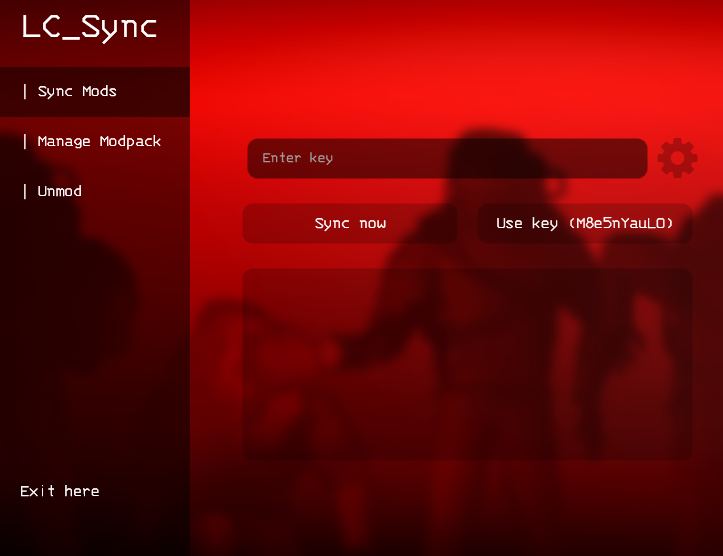 LC_Sync
| Sync Mods
| Manage Modpack
| Unmod
Enter key
Sync now
Use key (M8e5nYauLO)
Exit here